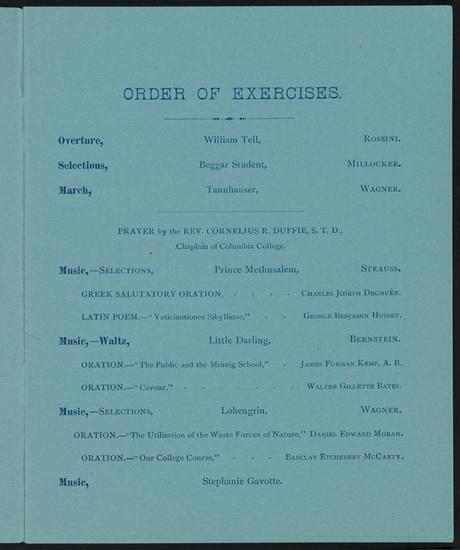 ORDER OF EXERCISES.
Overture, William Tell, ROSSINI.
Selections, Beggar Student, MILLOCKER.
March, Tannhauser, WAGNER.
PRAYER by the REV. CORNELIUS R. DUFFIE, S. T. D.,
Chaplain of Columbia College.
Music,—SELECTIONS, Prince Methusalem, STRAUSS.
GREEK SALUTATORY ORATION, - - - CHARLES JOSEPH DEGHUÉE.
LATIN POEM.—"Vaticinationes Sibyllinae," - - GEORGE BENJAMIN HUSSEY.
Music,—Waltz, Little Darling, BERNSTEIN.
ORATION.—"The Public and the Mining School," - JAMES FURMAN KEMP, A. B.
ORATION.—"Cavour," - - - - - - WALTER GILLETTE BATES.
Music,—SELECTIONS, Lohengrin, WAGNER.
ORATION.—"The Utilization of the Waste Forces of Nature," DANIEL EDWARD MORAN.
ORATION.—"Our College Course," - - - BARCLAY ETCHEBERY MCCARTY.
Music, Stephanie Gavotte.